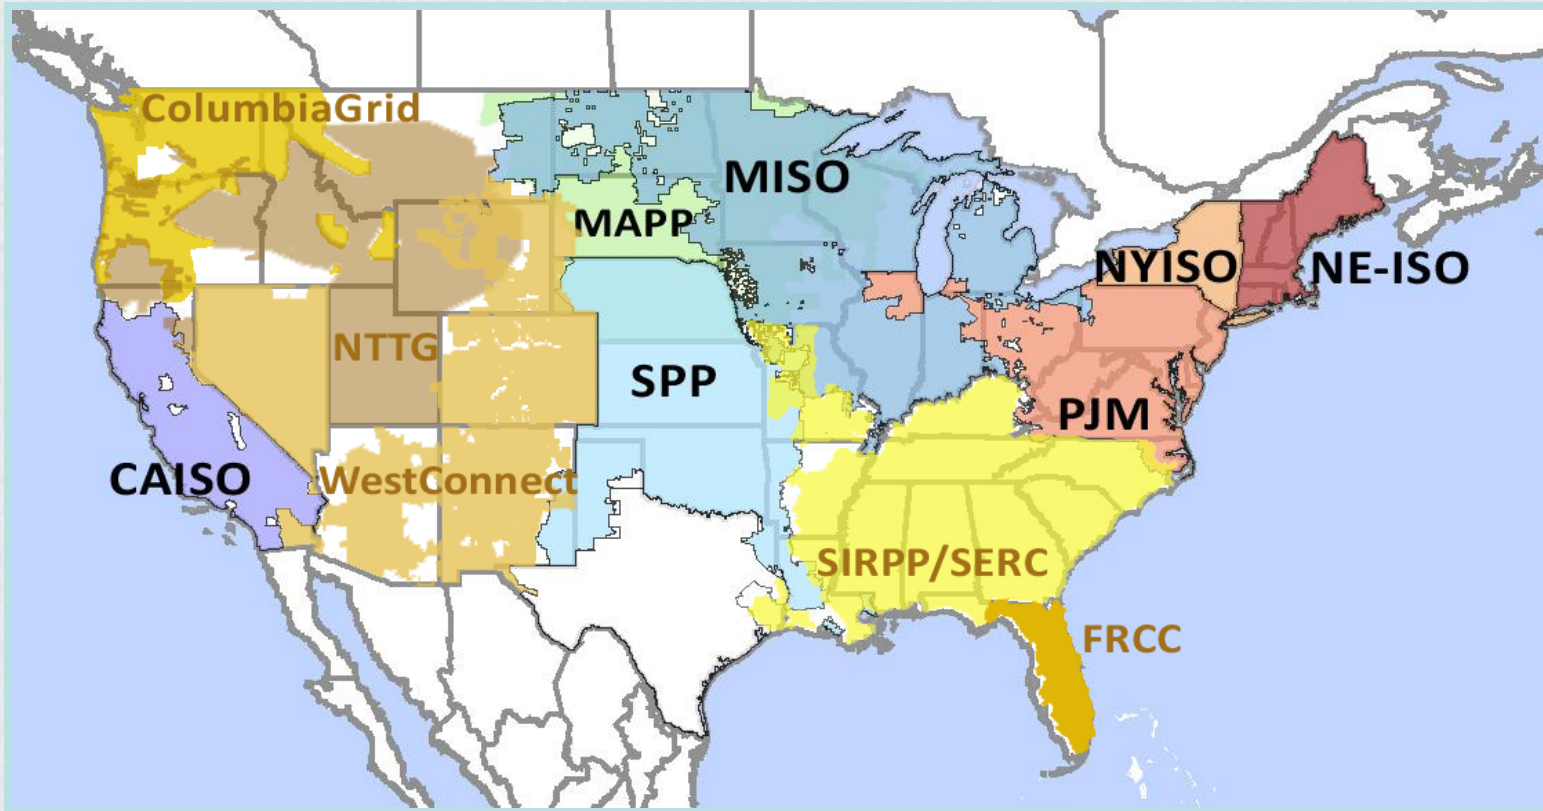 ColumbiaGrid
MISO
MAPP
NYISO
NE-ISO
NTTG
SPP
PJM
CAISO
WestConnect
SIRPP/SERC
FRCC